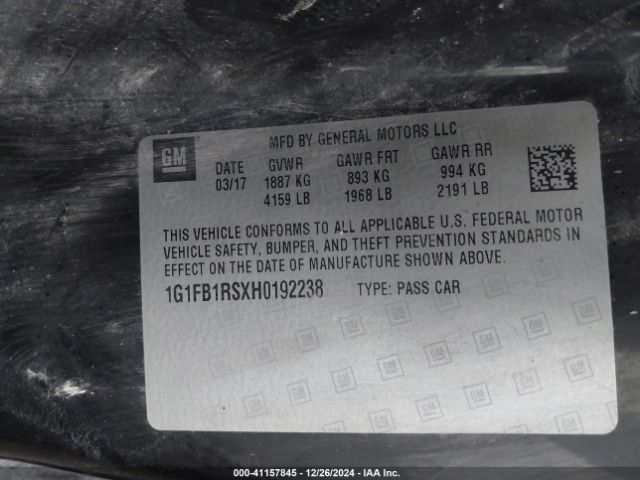 GM
MFD BY GENERAL MOTORS LLC
DATE GVWR GAWR FRT GAWR RR
03/17 1887 KG 893 KG 994 KG
4159 LB 1968 LB 2191 LB
THIS VEHICLE CONFORMS TO ALL APPLICABLE U.S. FEDERAL MOTOR
VEHICLE SAFETY, BUMPER, AND THEFT PREVENTION STANDARDS IN
EFFECT ON THE DATE OF MANUFACTURE SHOWN ABOVE.
1G1FB1RSXH0192238 TYPE: PASS CAR
000-41157845 - 12/26/2024 - IAA Inc.